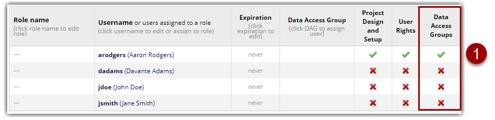 Role name
(click role name to edit role)
Username or users assigned to a role
(click username to edit or assign to role)
Expiration
(click expiration to edit)
Data Access Group
(click DAG to assign user)
Project
Design
and
Setup
User
Rights
Data
Access
Groups
— arodgers (Aaron Rodgers) never
— dadams (Davante Adams) never
— jdoe (John Doe) never
— jsmith (Jane Smith) never
1